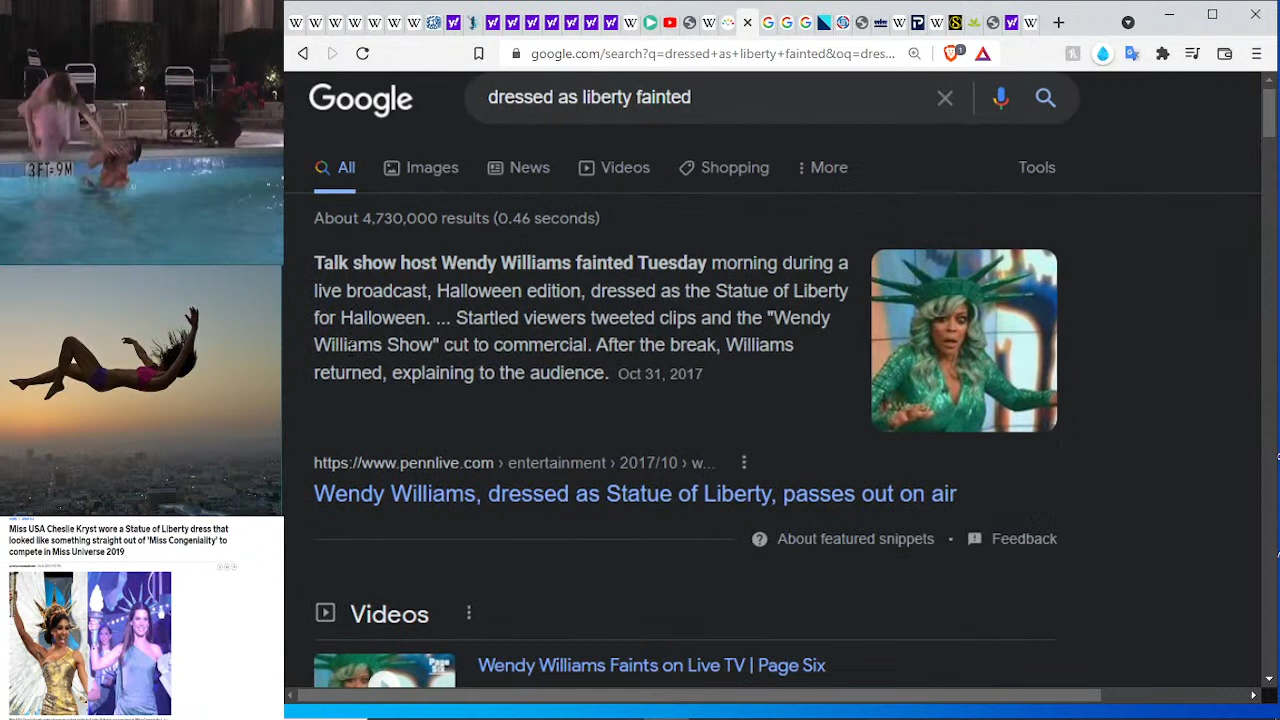 3FT=9M
Miss USA Cheslie Kryst wore a Statue of Liberty dress that
looked like something straight out of 'Miss Congeniality' to
compete in Miss Universe 2019
google.com/search?q=dressed+as+liberty+fainted&oq=dres...
1
Google
dressed as liberty fainted
All
Images
News
Videos
Shopping
More
Tools
About 4,730,000 results (0.46 seconds)
Talk show host Wendy Williams fainted Tuesday morning during a
live broadcast, Halloween edition, dressed as the Statue of Liberty
for Halloween. ... Startled viewers tweeted clips and the "Wendy
Williams Show" cut to commercial. After the break, Williams
returned, explaining to the audience. Oct 31, 2017
https://www.pennlive.com › entertainment › 2017/10 › w...
Wendy Williams, dressed as Statue of Liberty, passes out on air
About featured snippets • Feedback
Videos
Wendy Williams Faints on Live TV | Page Six